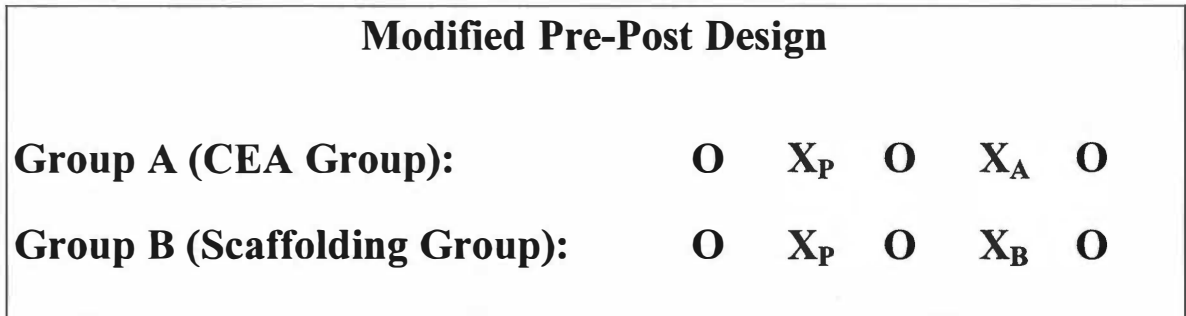 Modified Pre-Post Design
Group A (CEA Group): O X_P O X_A O
Group B (Scaffolding Group): O X_P O X_B O